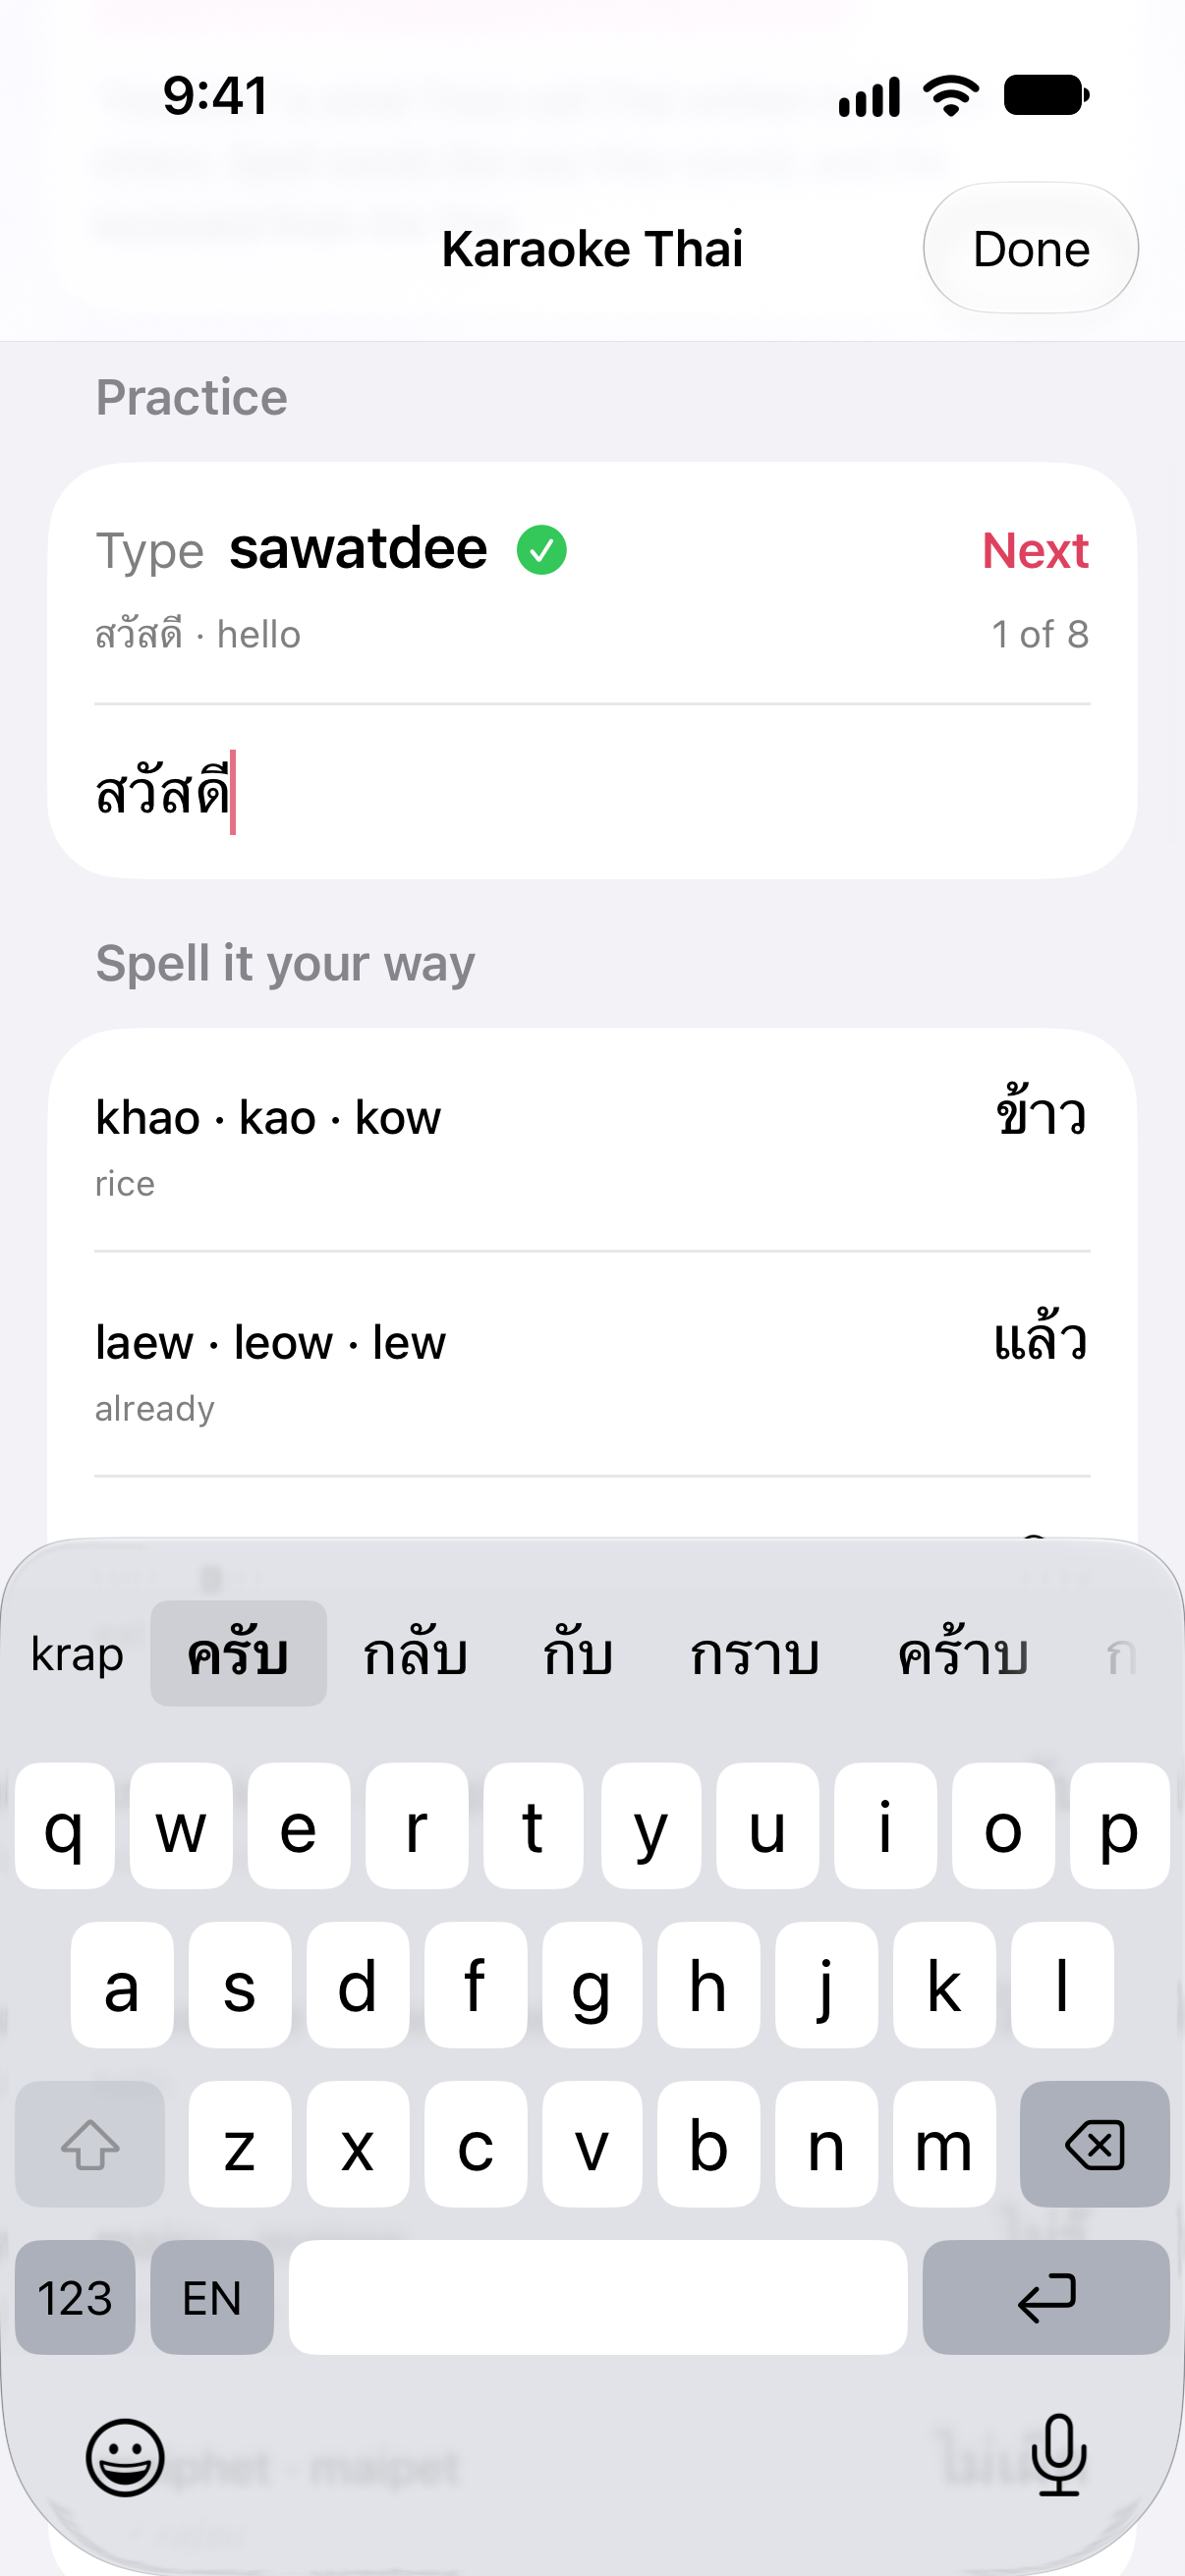 9:41
Karaoke Thai
Done
Practice
Type sawatdee
Next
สวัสดี · hello
1 of 8
สวัสดี
Spell it your way
khao · kao · kow
ข้าว
rice
laew · leow · lew
แล้ว
already
krap ครับ กลับ กับ กราบ คร้าบ ก
q w e r t y u i o p
a s d f g h j k l
z x c v b n m
123 EN